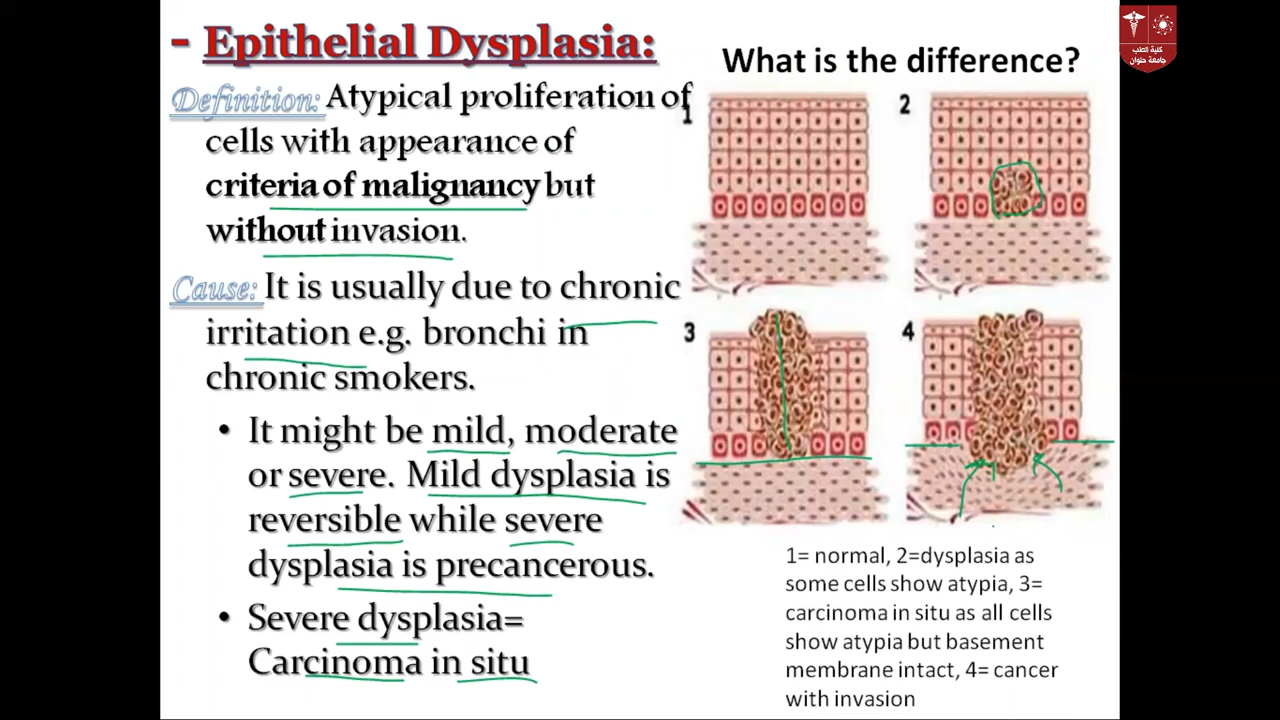 - Epithelial Dysplasia:
Definition: Atypical proliferation of
cells with appearance of
criteria of malignancy but
without invasion.
Cause: It is usually due to chronic
irritation e.g. bronchi in
chronic smokers.
• It might be mild, moderate
or severe. Mild dysplasia is
reversible while severe
dysplasia is precancerous.
• Severe dysplasia=
Carcinoma in situ
What is the difference?
1
2
3
4
1= normal, 2=dysplasia as
some cells show atypia, 3=
carcinoma in situ as all cells
show atypia but basement
membrane intact, 4= cancer
with invasion
كلية الطب
جامعة حلوان